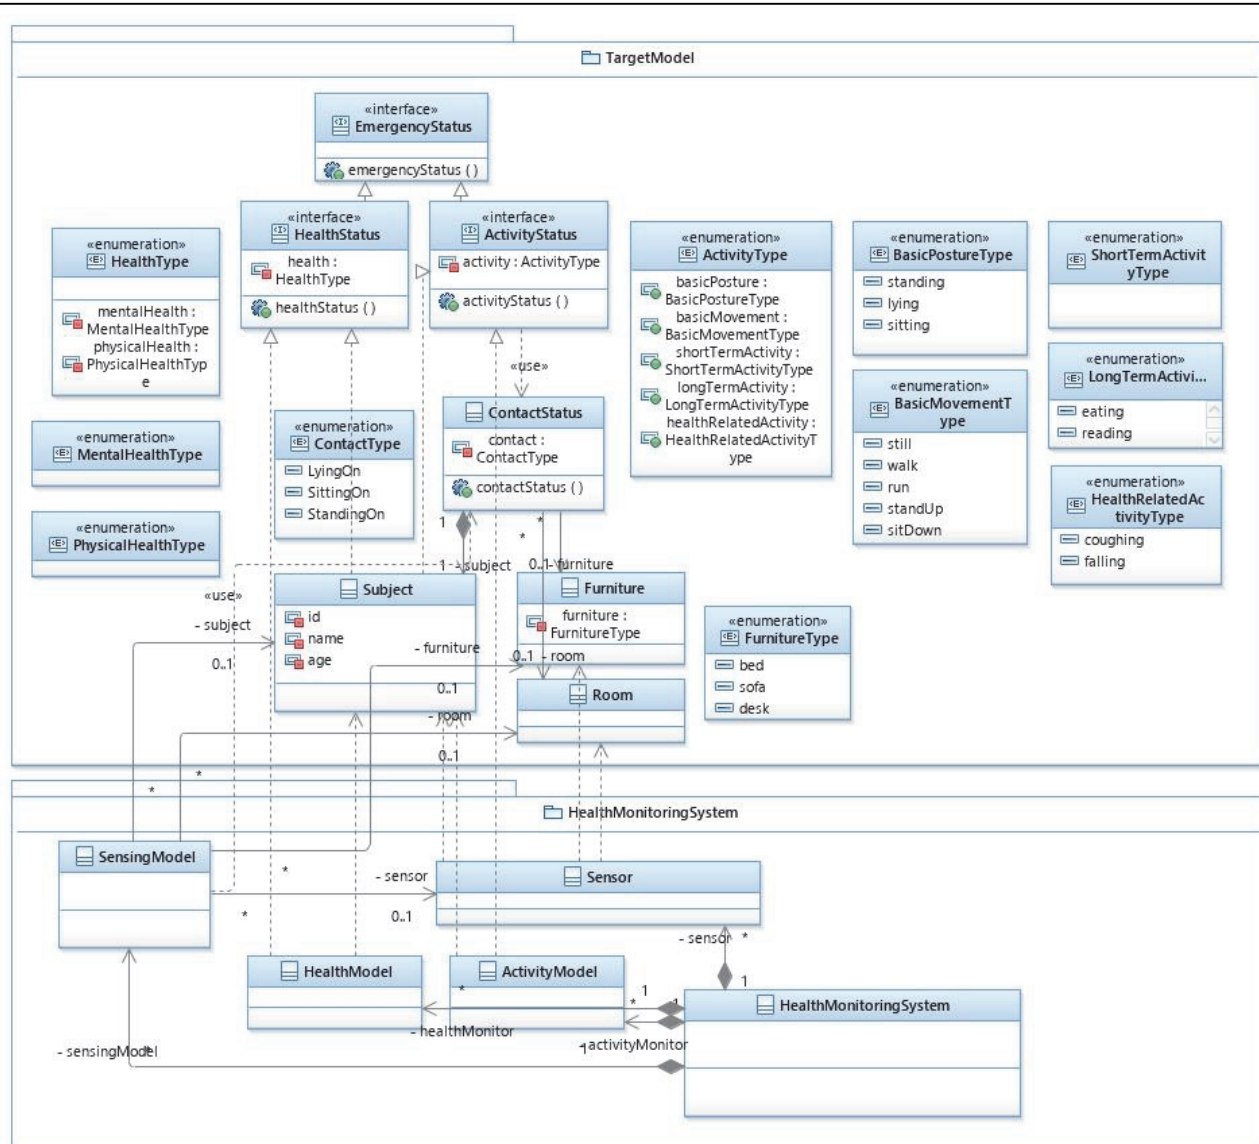 TargetModel
«interface»
EmergencyStatus
emergencyStatus ( )
«interface»
HealthStatus
health :
HealthType
healthStatus ( )
«interface»
ActivityStatus
activity : ActivityType
activityStatus ( )
«enumeration»
HealthType
mentalHealth :
MentalHealthType
physicalHealth :
PhysicalHealthTyp
e
«enumeration»
ActivityType
basicPosture :
BasicPostureType
basicMovement :
BasicMovementType
shortTermActivity :
ShortTermActivityType
longTermActivity :
LongTermActivityType
healthRelatedActivity :
HealthRelatedActivityT
ype
«enumeration»
BasicPostureType
standing
lying
sitting
«enumeration»
ShortTermActivit
yType
«enumeration»
LongTermActivi...
eating
reading
«use»
ContactStatus
contact :
ContactType
contactStatus ( )
«enumeration»
BasicMovementT
ype
still
walk
run
standUp
sitDown
«enumeration»
ContactType
LyingOn
SittingOn
StandingOn
«enumeration»
MentalHealthType
«enumeration»
HealthRelatedAc
tivityType
coughing
falling
«enumeration»
PhysicalHealthType
1
*
*
1 - subject
0..1 - furniture
«use»
Subject
id
name
age
Furniture
furniture :
FurnitureType
«enumeration»
FurnitureType
bed
sofa
desk
- subject
0..1
- furniture
0..1
0..1 - room
Room
- room
0..1
*
*
HealthMonitoringSystem
SensingModel
Sensor
*
- sensor
*
0..1
- sensor *
1
HealthModel
ActivityModel
HealthMonitoringSystem
*
1
*
1
- healthMonitor
- activityMonitor
1
- sensingModel
*